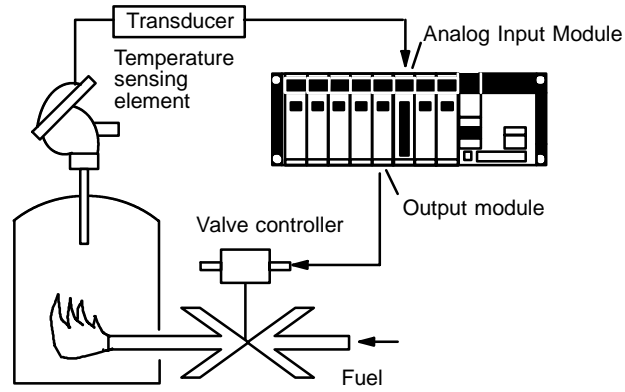 Transducer
Analog Input Module
Temperature
sensing
element
Output module
Valve controller
Fuel